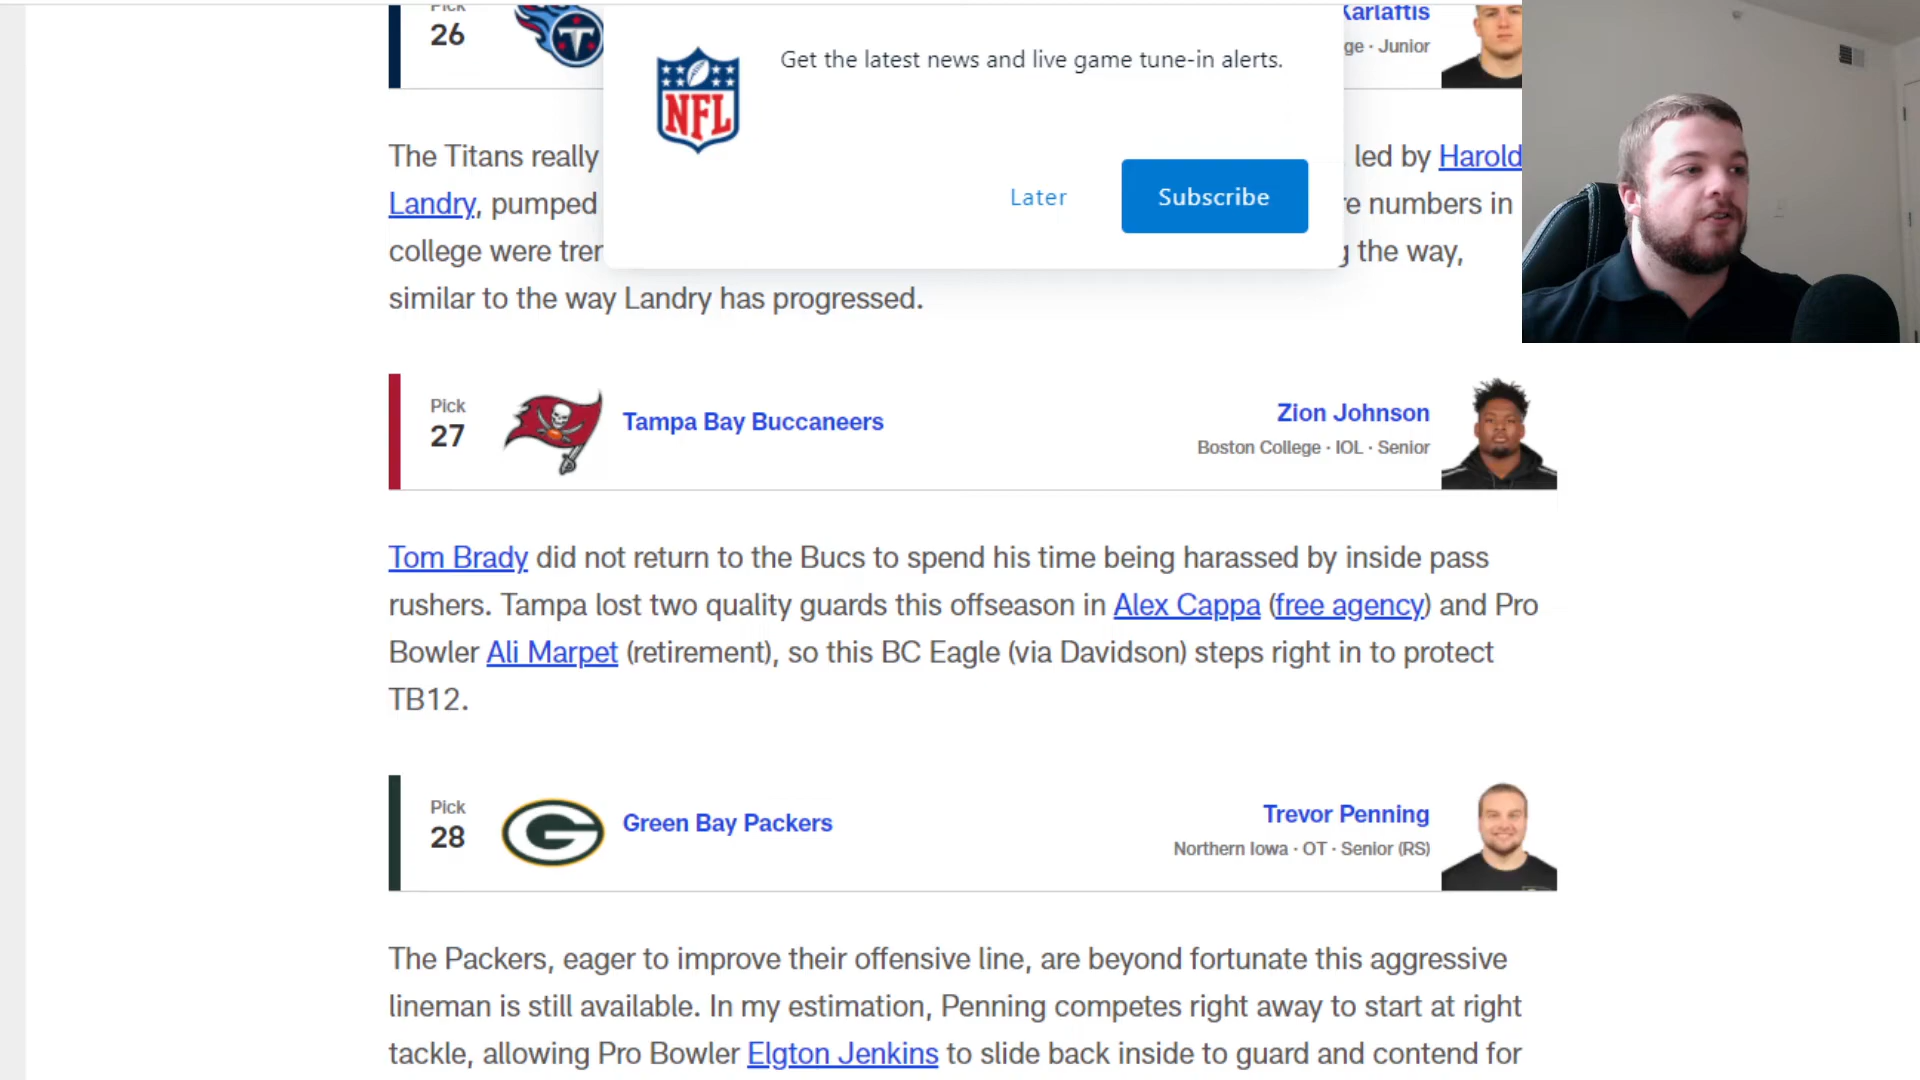 Pick
26
Karlaftis
ge · Junior
Get the latest news and live game tune-in alerts.
NFL
Later
Subscribe
The Titans really led by Harold
Landry, pumped re numbers in
college were tren g the way,
similar to the way Landry has progressed.
Pick
27
Tampa Bay Buccaneers
Zion Johnson
Boston College · IOL · Senior
Tom Brady did not return to the Bucs to spend his time being harassed by inside pass
rushers. Tampa lost two quality guards this offseason in Alex Cappa (free agency) and Pro
Bowler Ali Marpet (retirement), so this BC Eagle (via Davidson) steps right in to protect
TB12.
Pick
28
G
Green Bay Packers
Trevor Penning
Northern Iowa · OT · Senior (RS)
The Packers, eager to improve their offensive line, are beyond fortunate this aggressive
lineman is still available. In my estimation, Penning competes right away to start at right
tackle, allowing Pro Bowler Elgton Jenkins to slide back inside to guard and contend for